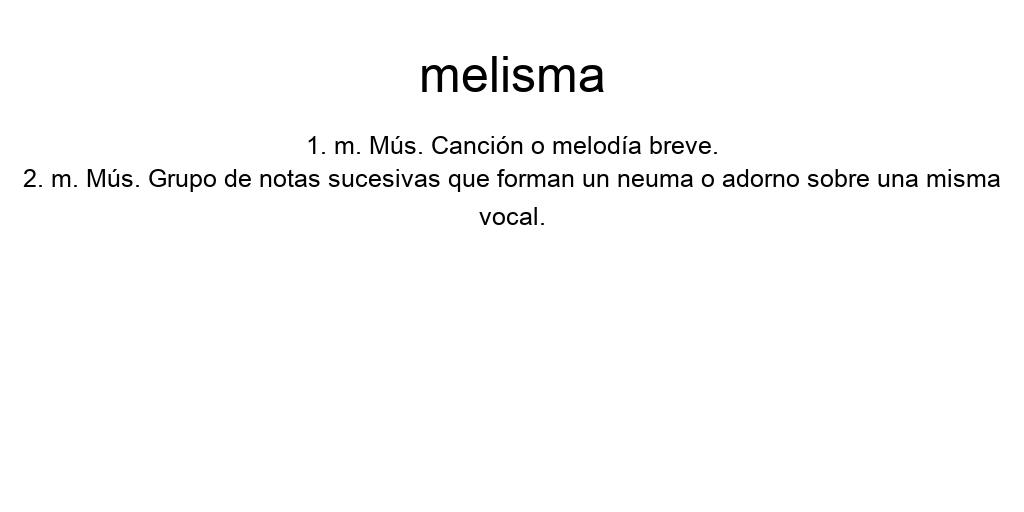 melisma
1. m. Mús. Canción o melodía breve.
2. m. Mús. Grupo de notas sucesivas que forman un neuma o adorno sobre una misma
vocal.